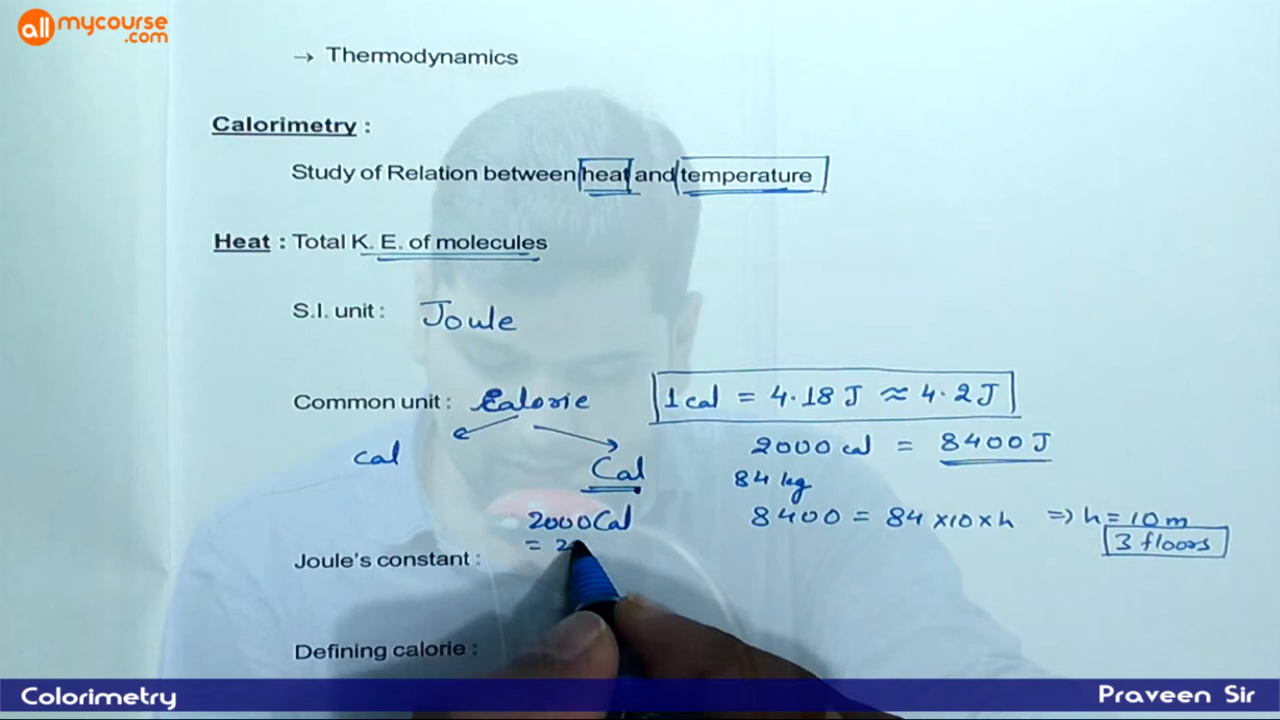 allmycourse.com
→ Thermodynamics
Calorimetry :
Study of Relation between heat and temperature
Heat : Total K. E. of molecules
S.I. unit : Joule
Common unit : Calorie
1 cal = 4.18 J ≈ 4.2 J
cal
Cal
2000 cal = 8400 J
84 kg
2000 Cal
8400 = 84 × 10 × h ⇒ h = 10 m
= 2
3 floors
Joule's constant :
Defining calorie :
Colorimetry
Praveen Sir